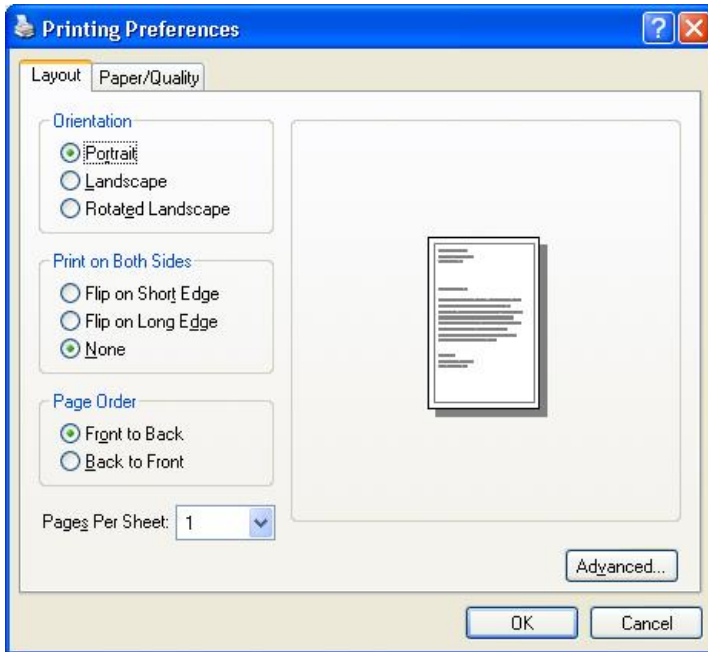 Printing Preferences
Layout Paper/Quality
Orientation
Portrait
Landscape
Rotated Landscape
Print on Both Sides
Flip on Short Edge
Flip on Long Edge
None
Page Order
Front to Back
Back to Front
Pages Per Sheet: 1
Advanced...
OK Cancel